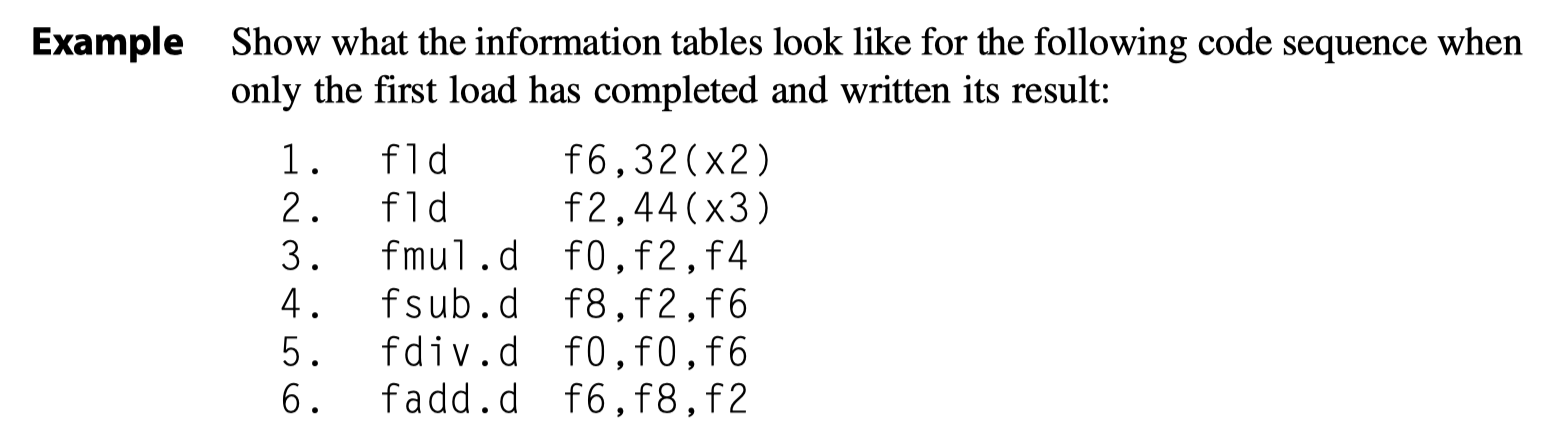 Example Show what the information tables look like for the following code sequence when
only the first load has completed and written its result:
1. fld f6,32(x2)
2. fld f2,44(x3)
3. fmul.d f0,f2,f4
4. fsub.d f8,f2,f6
5. fdiv.d f0,f0,f6
6. fadd.d f6,f8,f2